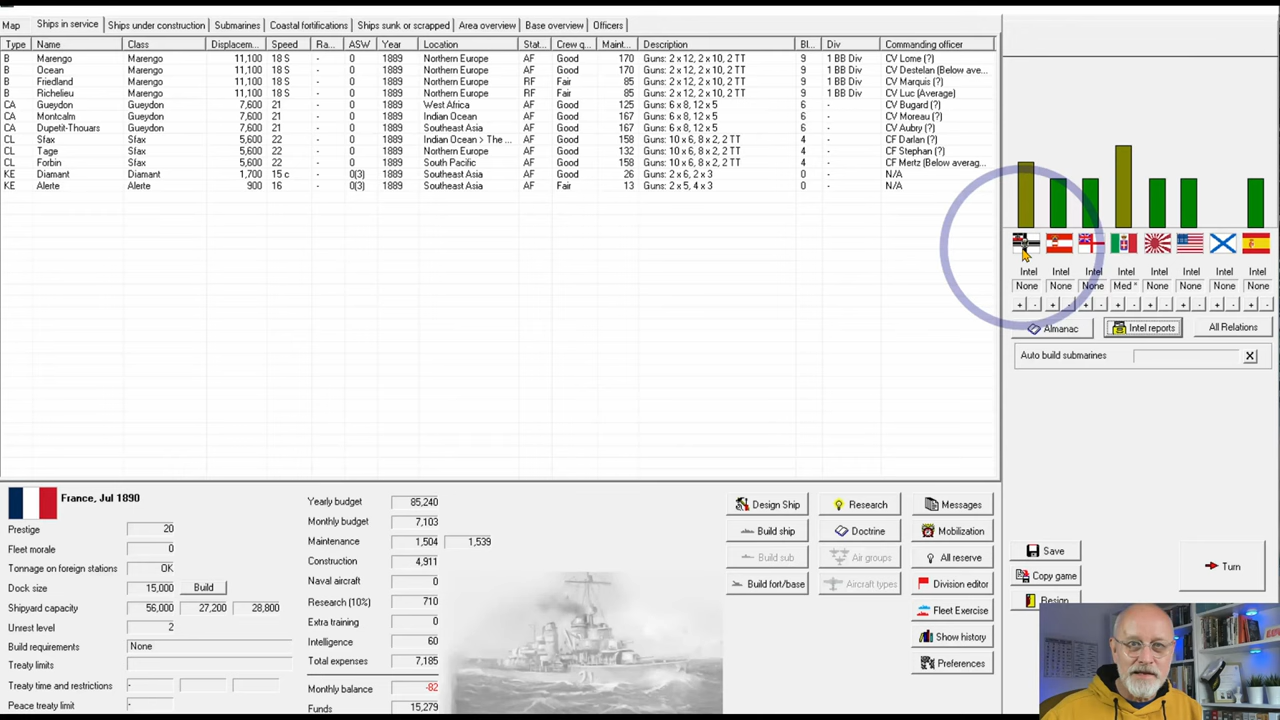 Map Ships in service Ships under construction Submarines Coastal fortifications Ships sunk or scrapped Area overview Base overview Officers
Type Name Class Displacem... Speed Ra... ASW Year Location Stat... Crew q... Maint... Description Bl... Div Commanding officer
B Marengo Marengo 11,100 18 S - 0 1889 Northern Europe AF Good 170 Guns: 2 x 12, 2 x 10, 2 TT 9 1 BB Div CV Lome (?)
B Ocean Marengo 11,100 18 S - 0 1889 Northern Europe AF Good 170 Guns: 2 x 12, 2 x 10, 2 TT 9 1 BB Div CV Destelan (Below ave...
B Friedland Marengo 11,100 18 S - 0 1889 Northern Europe RF Fair 85 Guns: 2 x 12, 2 x 10, 2 TT 9 1 BB Div CV Marquis (?)
B Richelieu Marengo 11,100 18 S - 0 1889 Northern Europe RF Fair 85 Guns: 2 x 12, 2 x 10, 2 TT 9 1 BB Div CV Luc (Average)
CA Gueydon Gueydon 7,600 21 - 0 1889 West Africa AF Good 125 Guns: 6 x 8, 12 x 5 6 - CV Bugard (?)
CA Montcalm Gueydon 7,600 21 - 0 1889 Indian Ocean AF Good 167 Guns: 6 x 8, 12 x 5 6 - CV Moreau (?)
CA Dupetit-Thouars Gueydon 7,600 21 - 0 1889 Southeast Asia AF Good 167 Guns: 6 x 8, 12 x 5 6 - CV Aubry (?)
CL Sfax Sfax 5,600 22 - 0 1889 Indian Ocean > The ... AF Good 158 Guns: 10 x 6, 8 x 2, 2 TT 4 - CF Darlan (?)
CL Tage Sfax 5,600 22 - 0 1889 Northern Europe AF Good 132 Guns: 10 x 6, 8 x 2, 2 TT 4 - CF Stephan (?)
CL Forbin Sfax 5,600 22 - 0 1889 South Pacific AF Good 158 Guns: 10 x 6, 8 x 2, 2 TT 4 - CF Mertz (Below averag...
KE Diamant Diamant 1,700 15 c - 0(3) 1889 Southeast Asia AF Good 26 Guns: 2 x 6, 2 x 3 0 - N/A
KE Alerte Alerte 900 16 - 0(3) 1889 Southeast Asia AF Fair 13 Guns: 2 x 5, 4 x 3 0 - N/A
Intel Intel Intel Intel Intel Intel Intel Intel
None None None Med * None None None None
+ - + - + - + - + - + - + - + -
Almanac Intel reports All Relations
Auto build submarines X
France, Jul 1890
Prestige 20
Fleet morale 0
Tonnage on foreign stations OK
Dock size 15,000 Build
Shipyard capacity 56,000 27,200 28,800
Unrest level 2
Build requirements None
Treaty limits
Treaty time and restrictions - 
Peace treaty limit -
Yearly budget 85,240
Monthly budget 7,103
Maintenance 1,504 1,539
Construction 4,911
Naval aircraft 0
Research (10%) 710
Extra training 0
Intelligence 60
Total expenses 7,185
Monthly balance -82
Funds 15,279
Design Ship Research Messages
Build ship Doctrine Mobilization
Build sub Air groups All reserve
Build fort/base Aircraft types Division editor
Fleet Exercise
Show history
Preferences
Save
Copy game
Resign
Turn